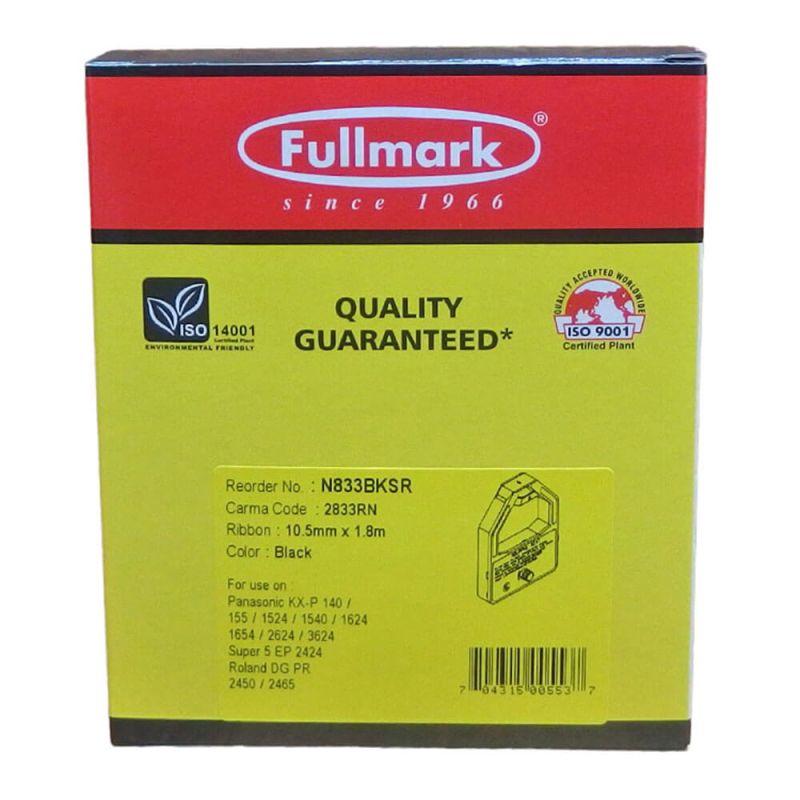 Fullmark®
since 1966
ISO 14001
Certified Plant
ENVIRONMENTAL FRIENDLY
QUALITY
GUARANTEED*
QUALITY ACCEPTED WORLDWIDE
ISO 9001
Certified Plant
Reorder No. : N833BKSR
Carma Code : 2833RN
Ribbon : 10.5mm x 1.8m
Color : Black
For use on :
Panasonic KX-P 140 /
155 / 1524 / 1540 / 1624
1654 / 2624 / 3624
Super 5 EP 2424
Roland DG PR
2450 / 2465
7 04315 00553 7